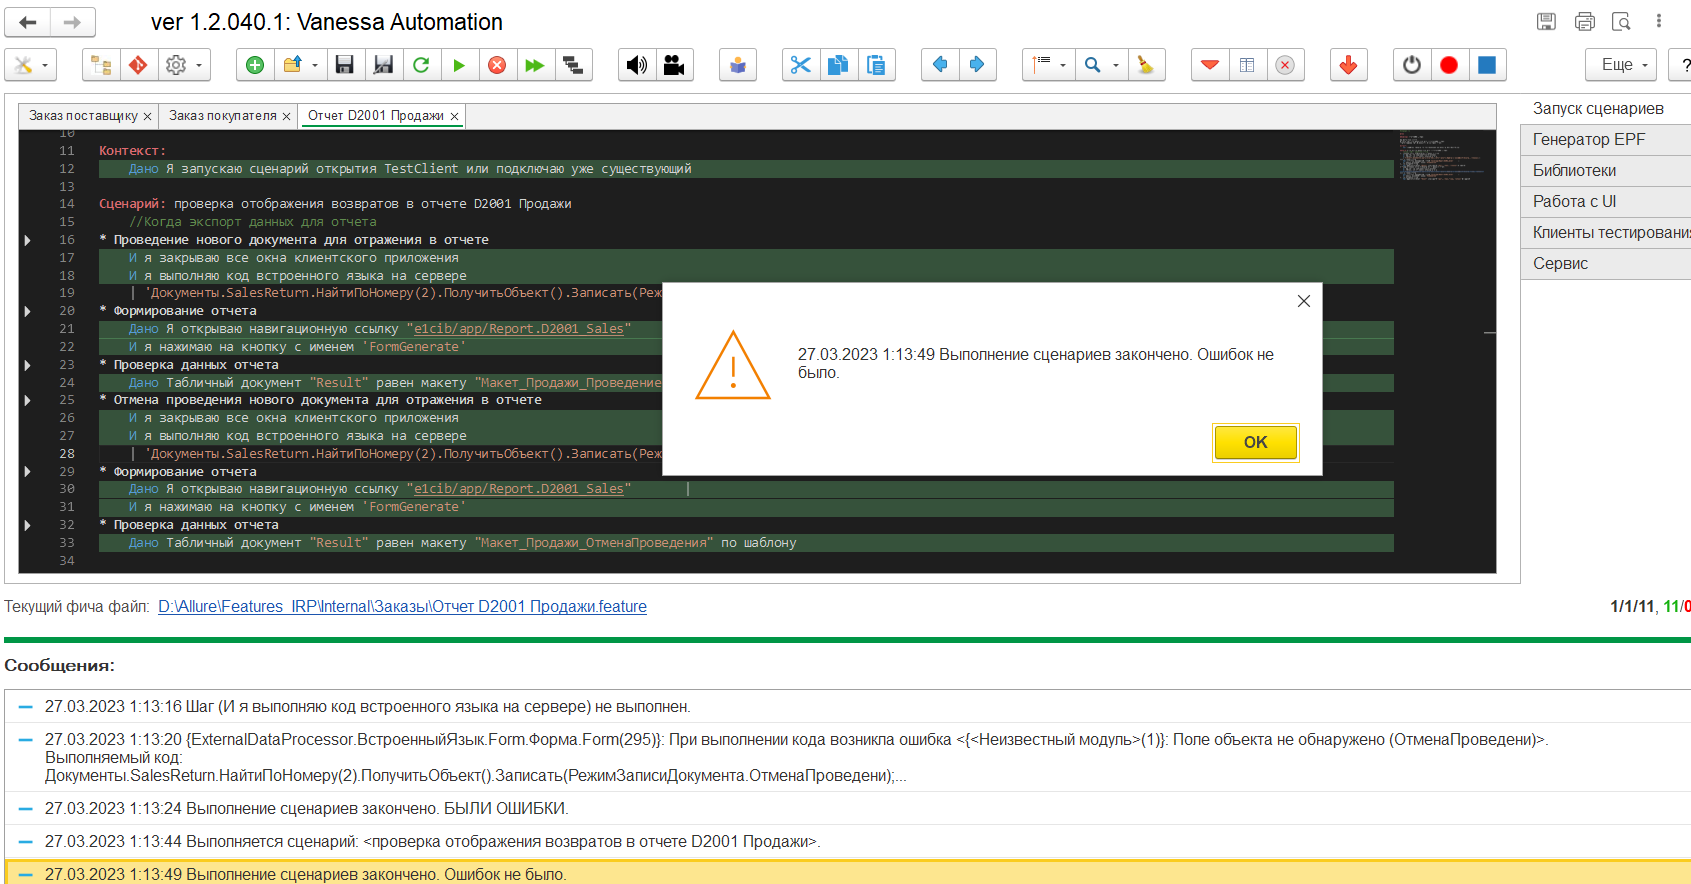 ver 1.2.040.1: Vanessa Automation
Еще
?
Заказ поставщику ×
Заказ покупателя ×
Отчет D2001 Продажи ×
Запуск сценариев
Генератор EPF
Библиотеки
Работа с UI
Клиенты тестировани
Сервис
10
11 Контекст:
12 Дано Я запускаю сценарий открытия TestClient или подключаю уже существующий
13
14 Сценарий: проверка отображения возвратов в отчете D2001 Продажи
15 //Когда экспорт данных для отчета
16 * Проведение нового документа для отражения в отчете
17 И я закрываю все окна клиентского приложения
18 И я выполняю код встроенного языка на сервере
19 | 'Документы.SalesReturn.НайтиПоНомеру(2).ПолучитьОбъект().Записать(Реж
20 * Формирование отчета
21 Дано Я открываю навигационную ссылку "e1cib/app/Report.D2001_Sales"
22 И я нажимаю на кнопку с именем 'FormGenerate'
23 * Проверка данных отчета
24 Дано Табличный документ "Result" равен макету "Макет_Продажи_Проведение
25 * Отмена проведения нового документа для отражения в отчете
26 И я закрываю все окна клиентского приложения
27 И я выполняю код встроенного языка на сервере
28 | 'Документы.SalesReturn.НайтиПоНомеру(2).ПолучитьОбъект().Записать(Реж
29 * Формирование отчета
30 Дано Я открываю навигационную ссылку "e1cib/app/Report.D2001_Sales"
31 И я нажимаю на кнопку с именем 'FormGenerate'
32 * Проверка данных отчета
33 Дано Табличный документ "Result" равен макету "Макет_Продажи_ОтменаПроведения" по шаблону
34
27.03.2023 1:13:49 Выполнение сценариев закончено. Ошибок не
было.
OK
Текущий фича файл: D:\Allure\Features_IRP\Internal\Заказы\Отчет D2001 Продажи.feature
1/1/11, 11/0
Сообщения:
27.03.2023 1:13:16 Шаг (И я выполняю код встроенного языка на сервере) не выполнен.
27.03.2023 1:13:20 {ExternalDataProcessor.ВстроенныйЯзык.Form.Форма.Form(295)}: При выполнении кода возникла ошибка <{<Неизвестный модуль>(1)}: Поле объекта не обнаружено (ОтменаПроведени)>.
Выполняемый код:
Документы.SalesReturn.НайтиПоНомеру(2).ПолучитьОбъект().Записать(РежимЗаписиДокумента.ОтменаПроведени);...
27.03.2023 1:13:24 Выполнение сценариев закончено. БЫЛИ ОШИБКИ.
27.03.2023 1:13:44 Выполняется сценарий: <проверка отображения возвратов в отчете D2001 Продажи>.
27.03.2023 1:13:49 Выполнение сценариев закончено. Ошибок не было.